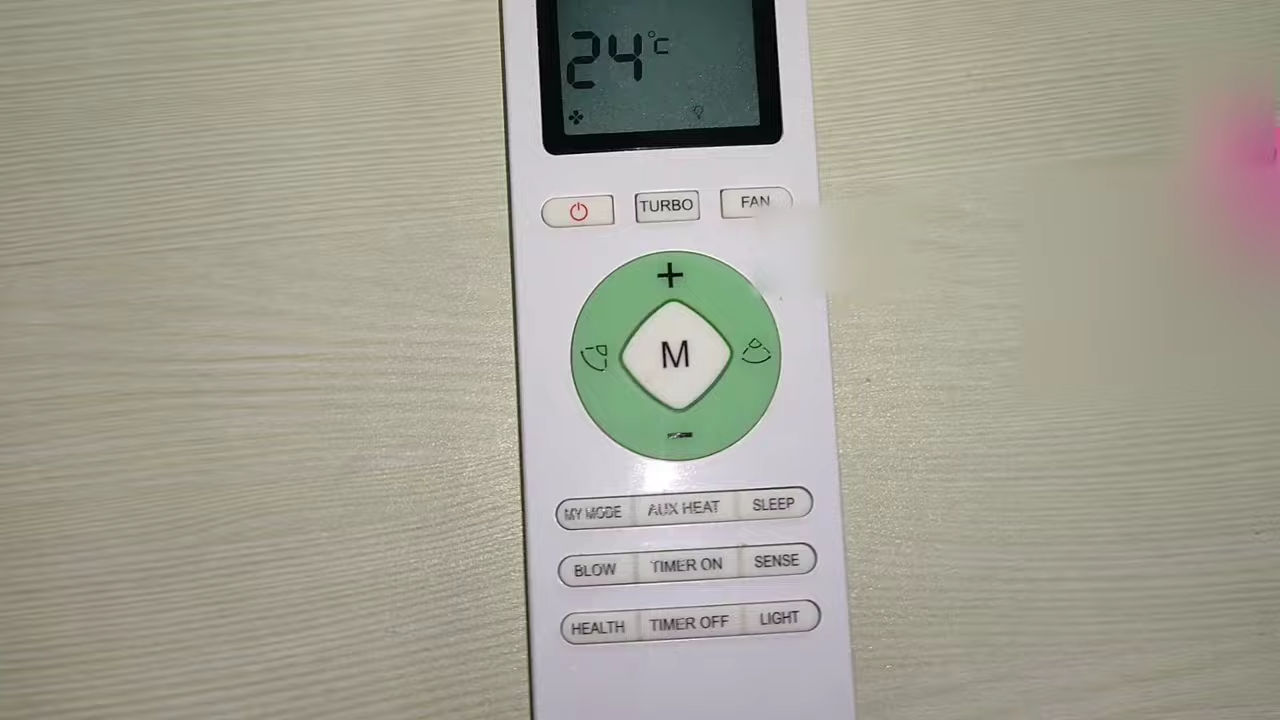 24°C
TURBO FAN
+
M
-
MY MODE AUX HEAT SLEEP
BLOW TIMER ON SENSE
HEALTH TIMER OFF LIGHT